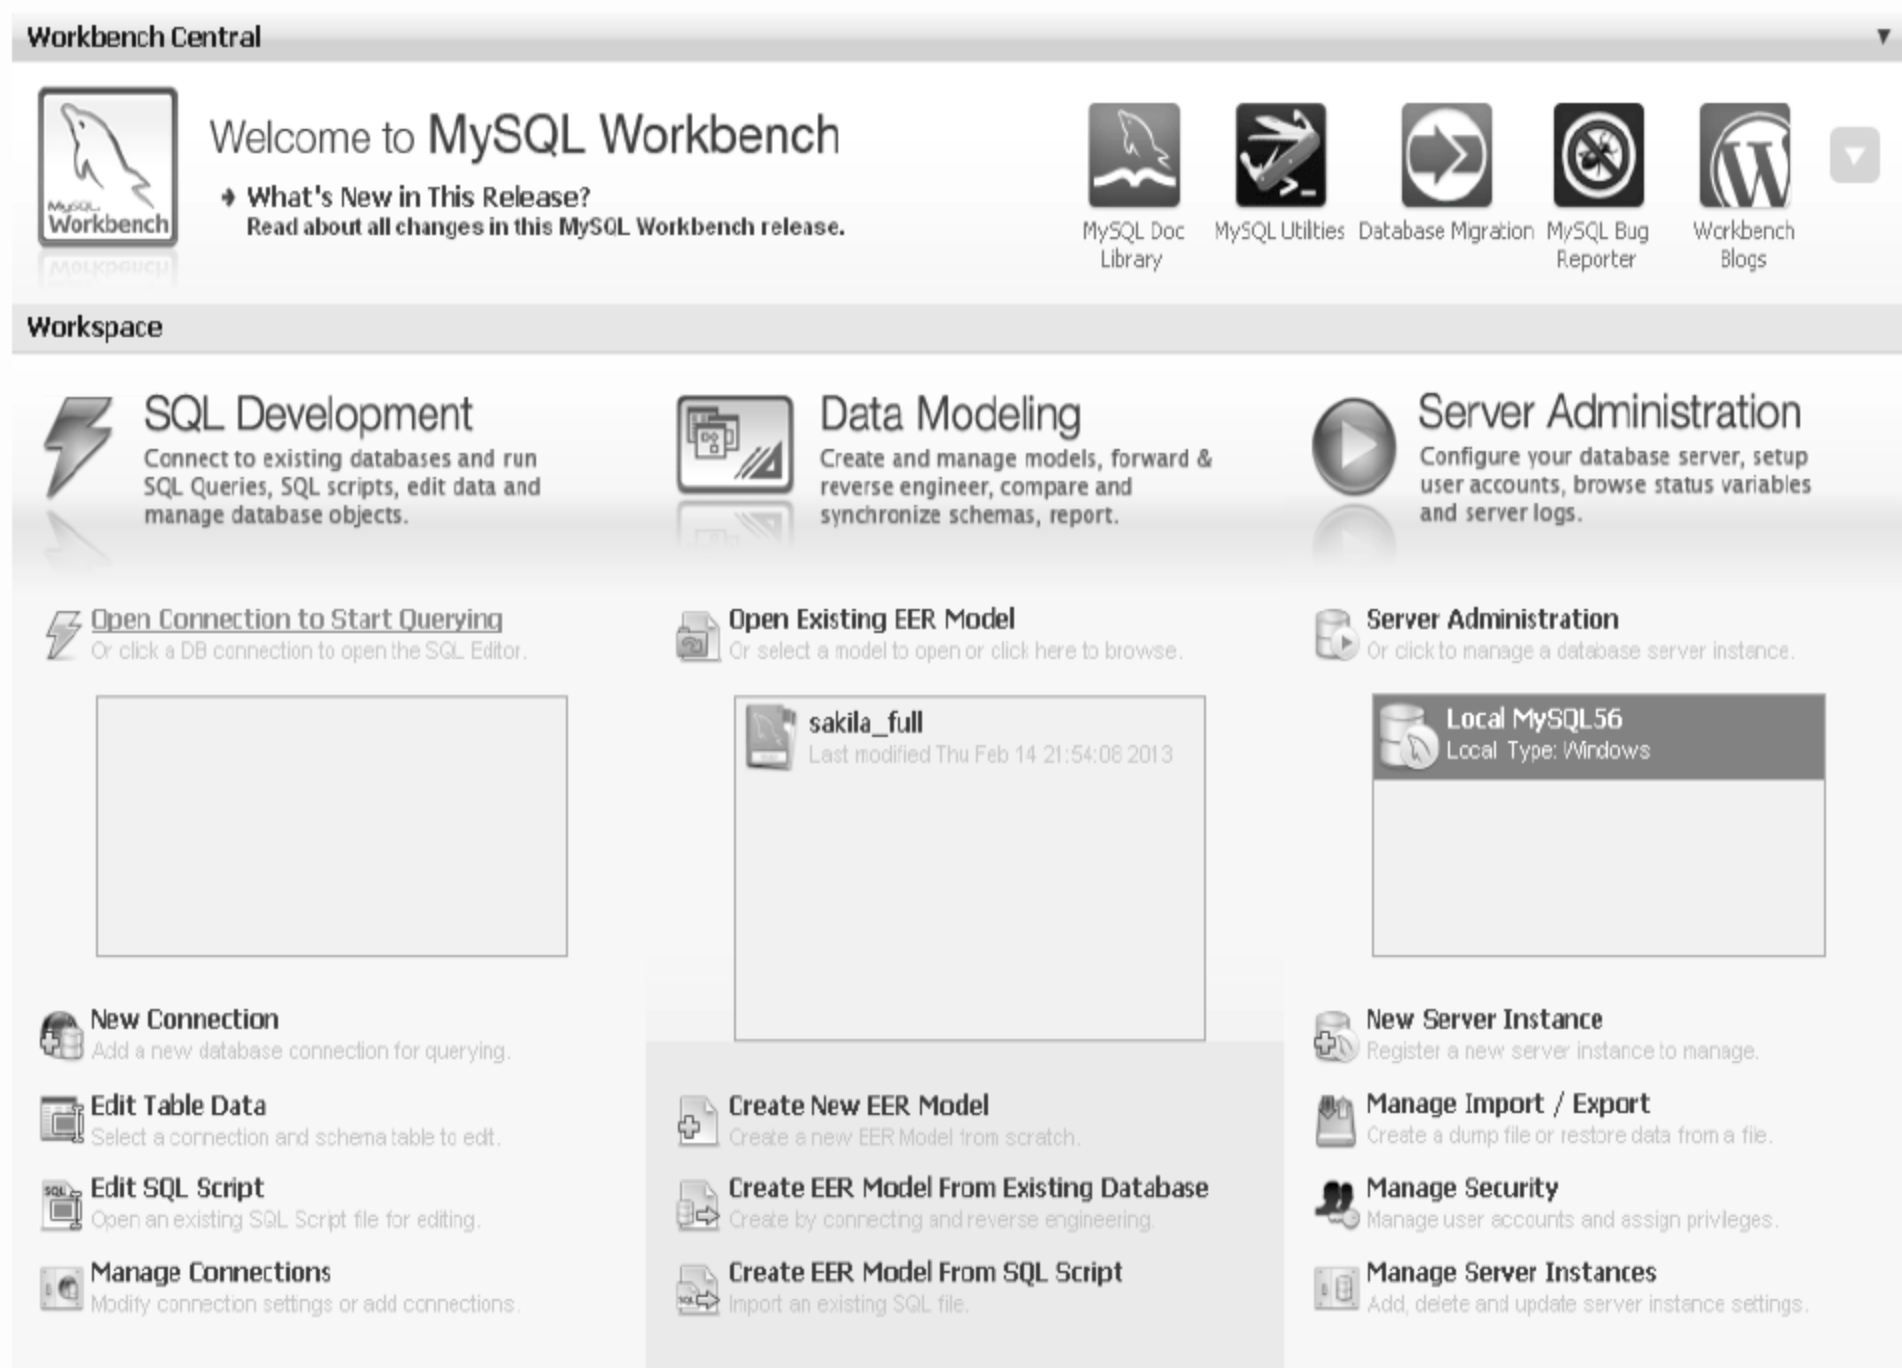 Workbench Central
MySQL
Workbench
Welcome to MySQL Workbench
What's New in This Release?
Read about all changes in this MySQL Workbench release.
MySQL Doc
Library
MySQL Utilities
Database Migration
MySQL Bug
Reporter
Workbench
Blogs
Workspace
SQL Development
Connect to existing databases and run
SQL Queries, SQL scripts, edit data and
manage database objects.
Open Connection to Start Querying
Or click a DB connection to open the SQL Editor.
New Connection
Add a new database connection for querying.
Edit Table Data
Select a connection and schema table to edit.
SQL
Edit SQL Script
Open an existing SQL Script file for editing.
Manage Connections
Modify connection settings or add connections.
Data Modeling
Create and manage models, forward &
reverse engineer, compare and
synchronize schemas, report.
Open Existing EER Model
Or select a model to open or click here to browse.
sakila_full
Last modified Thu Feb 14 21:54:08 2013
Create New EER Model
Create a new EER Model from scratch.
Create EER Model From Existing Database
Create by connecting and reverse engineering.
SQL
Create EER Model From SQL Script
Import an existing SQL file.
Server Administration
Configure your database server, setup
user accounts, browse status variables
and server logs.
Server Administration
Or click to manage a database server instance.
Local MySQL56
Local Type: Windows
New Server Instance
Register a new server instance to manage.
Manage Import / Export
Create a dump file or restore data from a file.
Manage Security
Manage user accounts and assign privileges.
Manage Server Instances
Add, delete and update server instance settings.